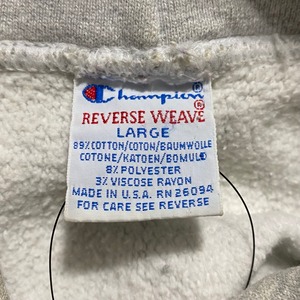 Champion®
REVERSE WEAVE®
LARGE
89% COTTON/COTON/BAUMWOLLE
COTONE/KATOEN/BOMULD
8% POLYESTER
3% VISCOSE RAYON
MADE IN U.S.A. RN 26094
FOR CARE SEE REVERSE